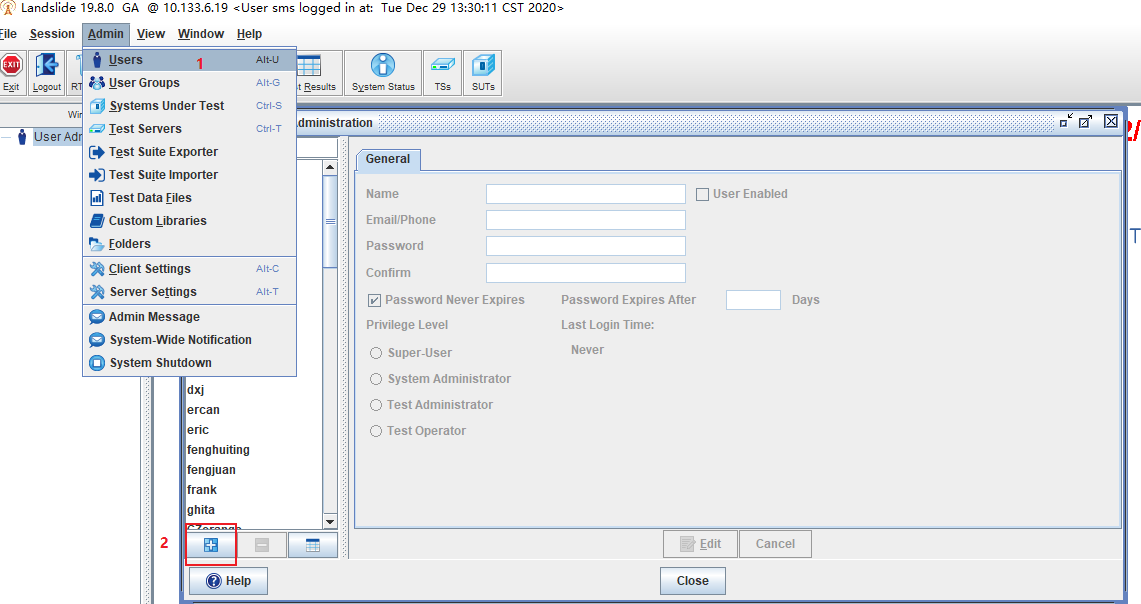 Landslide 19.8.0 GA @ 10.133.6.19 <User sms logged in at: Tue Dec 29 13:30:11 CST 2020>
File Session Admin View Window Help
Exit Logout RT t Results System Status TSs SUTs
Users 1 Alt-U
User Groups Alt-G
Systems Under Test Ctrl-S
Test Servers Ctrl-T
Test Suite Exporter
Test Suite Importer
Test Data Files
Custom Libraries
Folders
Client Settings Alt-C
Server Settings Alt-T
Admin Message
System-Wide Notification
System Shutdown
Win
User Adr
dministration
2/
T
General
Name User Enabled
Email/Phone
Password
Confirm
Password Never Expires Password Expires After Days
Privilege Level Last Login Time:
Super-User Never
System Administrator
Test Administrator
Test Operator
dxj
ercan
eric
fenghuiting
fengjuan
frank
ghita
2
Edit Cancel
Help Close